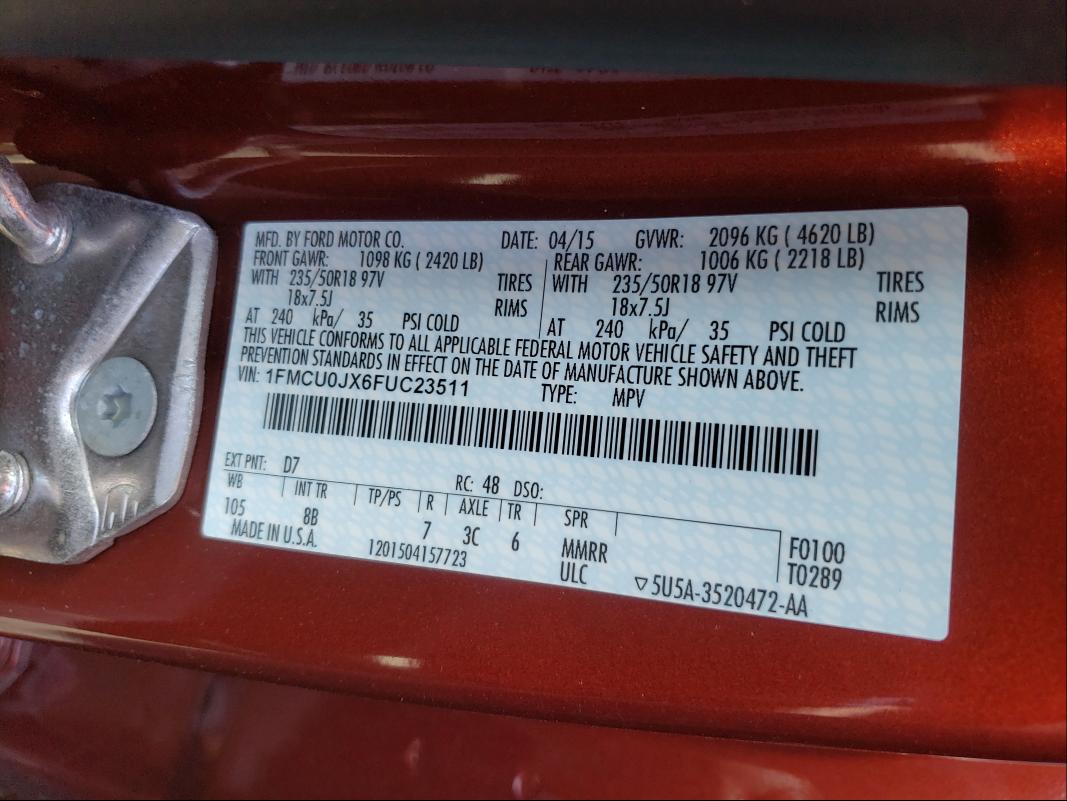 MFD. BY FORD MOTOR CO. DATE: 04/15 GVWR: 2096 KG ( 4620 LB)
FRONT GAWR: 1098 KG ( 2420 LB) REAR GAWR: 1006 KG ( 2218 LB)
WITH 235/50R18 97V TIRES WITH 235/50R18 97V TIRES
18x7.5J RIMS 18x7.5J RIMS
AT 240 kPa/ 35 PSI COLD AT 240 kPa/ 35 PSI COLD
THIS VEHICLE CONFORMS TO ALL APPLICABLE FEDERAL MOTOR VEHICLE SAFETY AND THEFT
PREVENTION STANDARDS IN EFFECT ON THE DATE OF MANUFACTURE SHOWN ABOVE.
VIN: 1FMCU0JX6FUC23511 TYPE: MPV
EXT PNT: D7 RC: 48 DSO:
WB INT TR TP/PS R AXLE TR SPR
105 8B 7 3C 6 MMRR F0100
MADE IN U.S.A. 1201504157723 ULC T0289
▽5U5A-3520472-AA